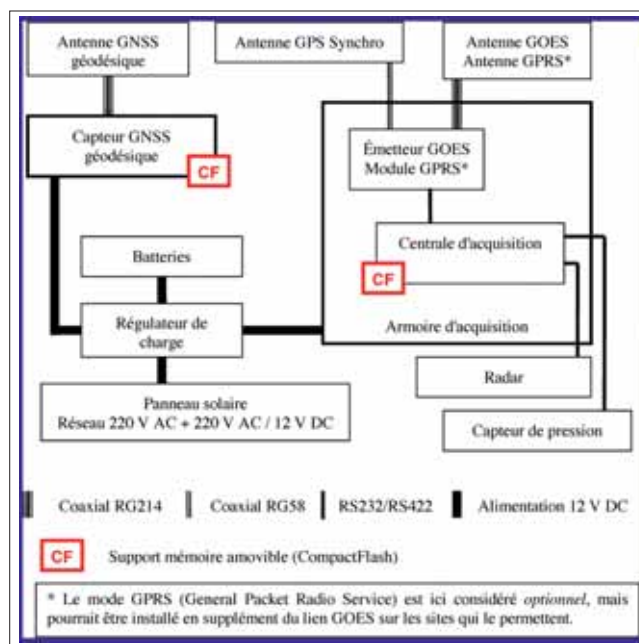 Antenne GNSS
géodésique
Antenne GPS Synchro
Antenne GOES
Antenne GPRS*
Capteur GNSS
géodésique
CF
Émetteur GOES
Module GPRS*
Centrale d'acquisition
CF
Batteries
Régulateur de
charge
Armoire d'acquisition
Panneau solaire
Réseau 220 V AC + 220 V AC / 12 V DC
Radar
Capteur de pression
Coaxial RG214
Coaxial RG58
RS232/RS422
Alimentation 12 V DC
CF
Support mémoire amovible (CompactFlash)
* Le mode GPRS (General Packet Radio Service) est ici considéré optionnel, mais
pourrait être installé en supplément du lien GOES sur les sites qui le permettent.